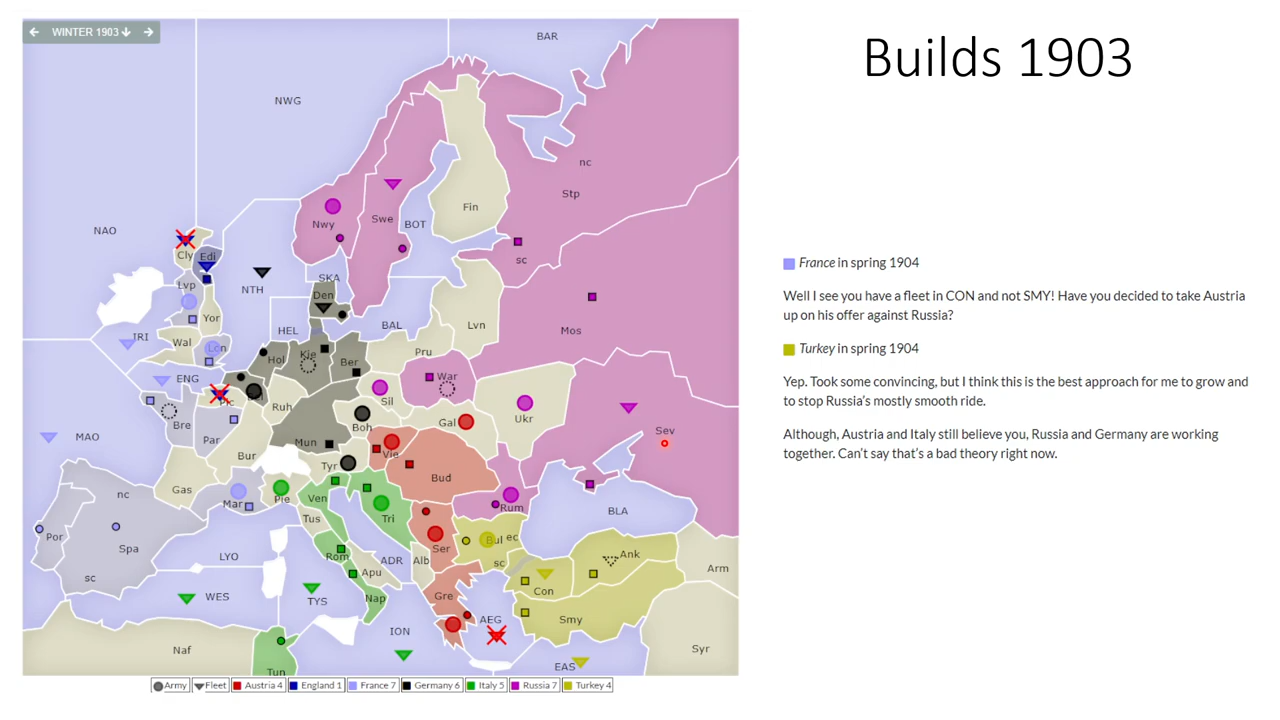 Builds 1903
WINTER 1903
BAR
NWG
nc
Stp
Fin
Swe
Nwy
BOT
NAO
Cly
Edi
sc
SKA
NTH
Den
Lvp
Mos
Yor
HEL
BAL
Lvn
IRI
Wal
Lon
Hol
Kie
Ber
Pru
War
ENG
Pic
Ruh
Sil
Ukr
Sev
Bre
Par
Boh
Gal
MAO
Mun
Vie
Bur
Tyr
Bud
Gas
nc
Mar
Pie
Ven
Rum
Por
Spa
Tus
Tri
BLA
LYO
Rom
ADR
Ser
Bul
ec
Ank
sc
Alb
sc
Arm
Apu
Con
WES
TYS
Nap
Gre
AEG
Smy
ION
Naf
Syr
Tun
EAS
Army Fleet Austria 4 England 1 France 7 Germany 6 Italy 5 Russia 7 Turkey 4
France in spring 1904
Well I see you have a fleet in CON and not SMY! Have you decided to take Austria
up on his offer against Russia?
Turkey in spring 1904
Yep. Took some convincing, but I think this is the best approach for me to grow and
to stop Russia's mostly smooth ride.
Although, Austria and Italy still believe you, Russia and Germany are working
together. Can't say that's a bad theory right now.